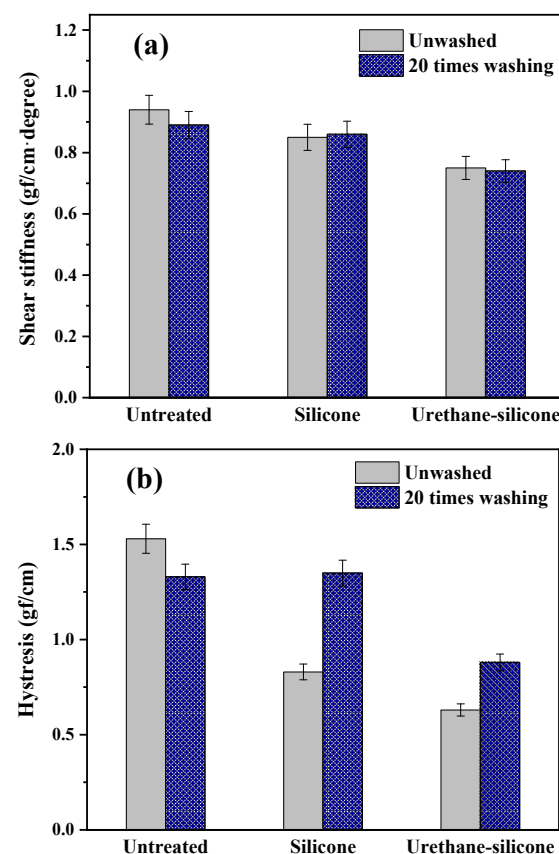 (a)
Unwashed
20 times washing
Shear stiffness (gf/cm·degree)
1.2
1.0
0.8
0.6
0.4
0.2
0.0
Untreated Silicone Urethane-silicone
(b)
Unwashed
20 times washing
Hystresis (gf/cm)
2.0
1.5
1.0
0.5
0.0
Untreated Silicone Urethane-silicone